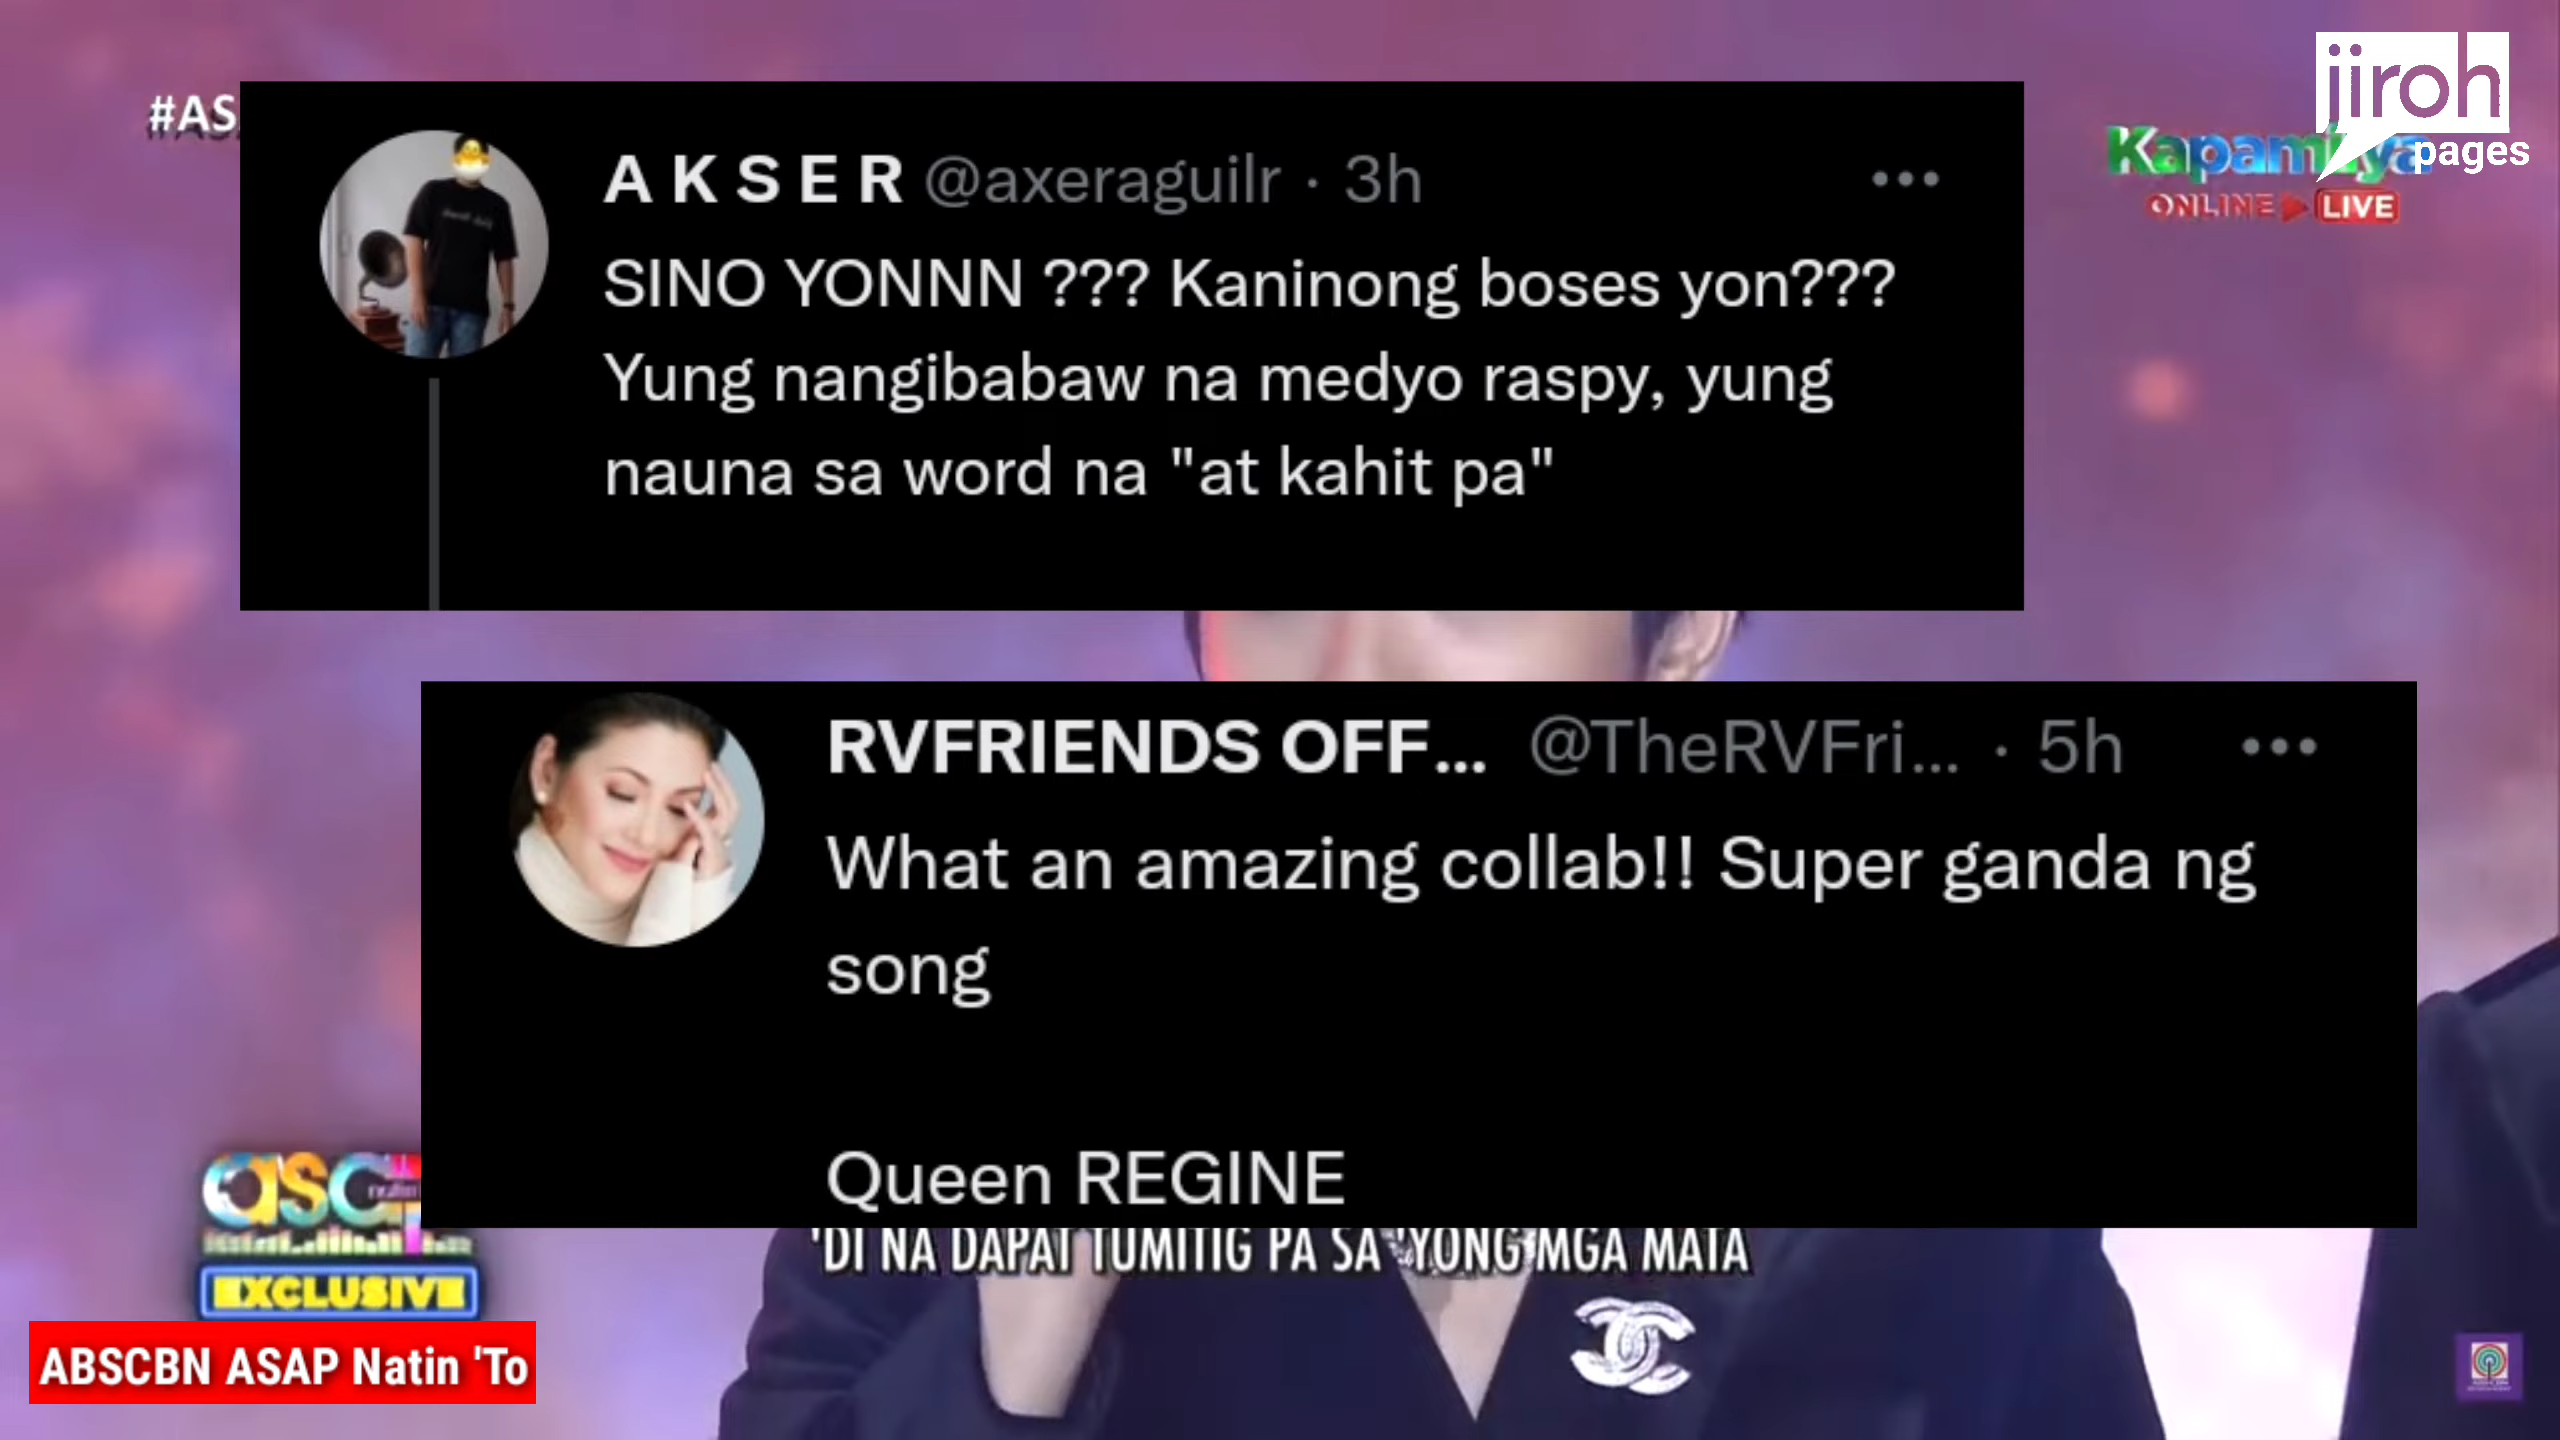 #AS
jiroh
pages
Kapamilya
ONLINE LIVE
A K S E R @axeraguilr · 3h
SINO YONNN ??? Kaninong boses yon???
Yung nangibabaw na medyo raspy, yung
nauna sa word na "at kahit pa"
RVFRIENDS OFF... @TheRVFri... · 5h
What an amazing collab!! Super ganda ng
song
Queen REGINE
'DI NA DAPAT TUMITIG PA SA 'YONG MGA MATA
asap
EXCLUSIVE
ABSCBN ASAP Natin 'To